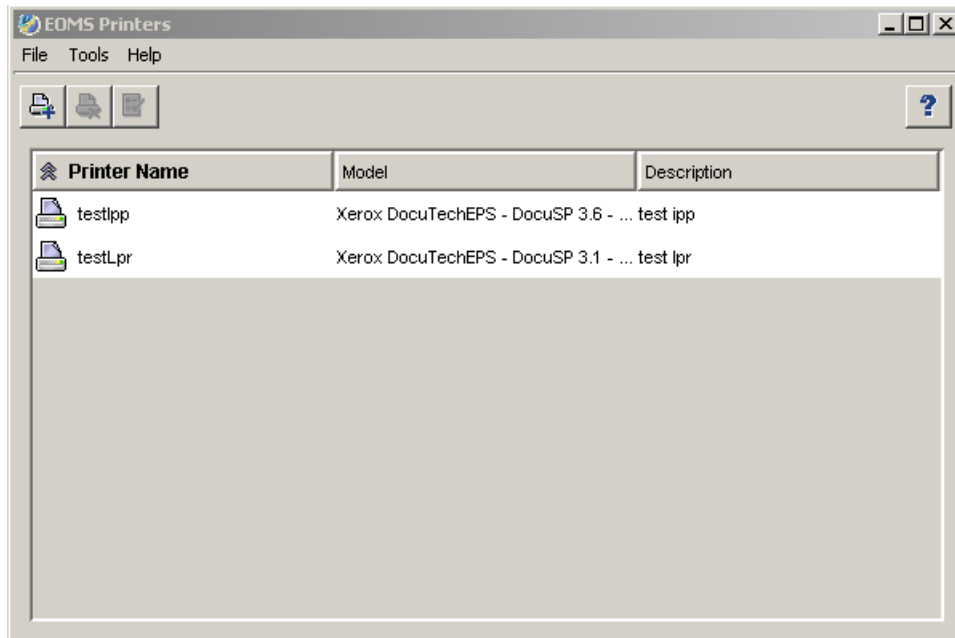 EOMS Printers
File Tools Help
?
Printer Name Model Description
testIpp Xerox DocuTechEPS - DocuSP 3.6 - ... test ipp
testLpr Xerox DocuTechEPS - DocuSP 3.1 - ... test lpr